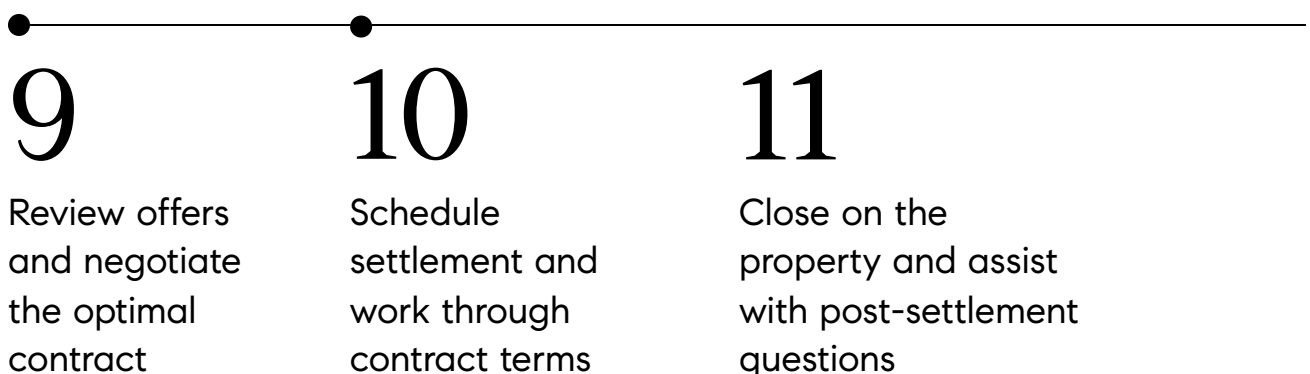 9
Review offers
and negotiate
the optimal
contract
10
Schedule
settlement and
work through
contract terms
11
Close on the
property and assist
with post-settlement
questions